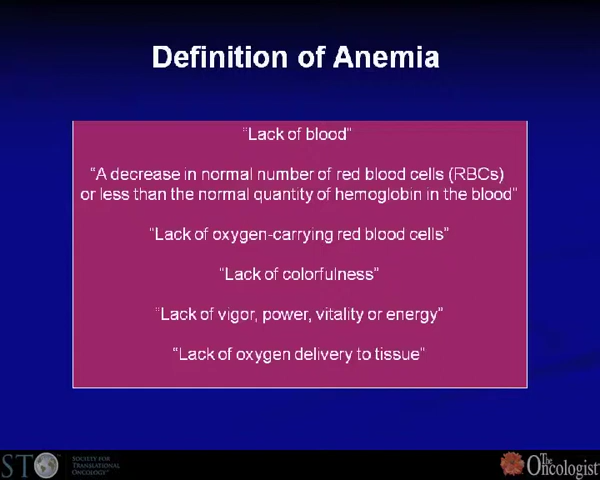 Definition of Anemia
"Lack of blood"
"A decrease in normal number of red blood cells (RBCs)
or less than the normal quantity of hemoglobin in the blood"
"Lack of oxygen-carrying red blood cells"
"Lack of colorfulness"
"Lack of vigor, power, vitality or energy"
"Lack of oxygen delivery to tissue"
STO
SOCIETY FOR
TRANSLATIONAL
ONCOLOGY
The
Oncologist